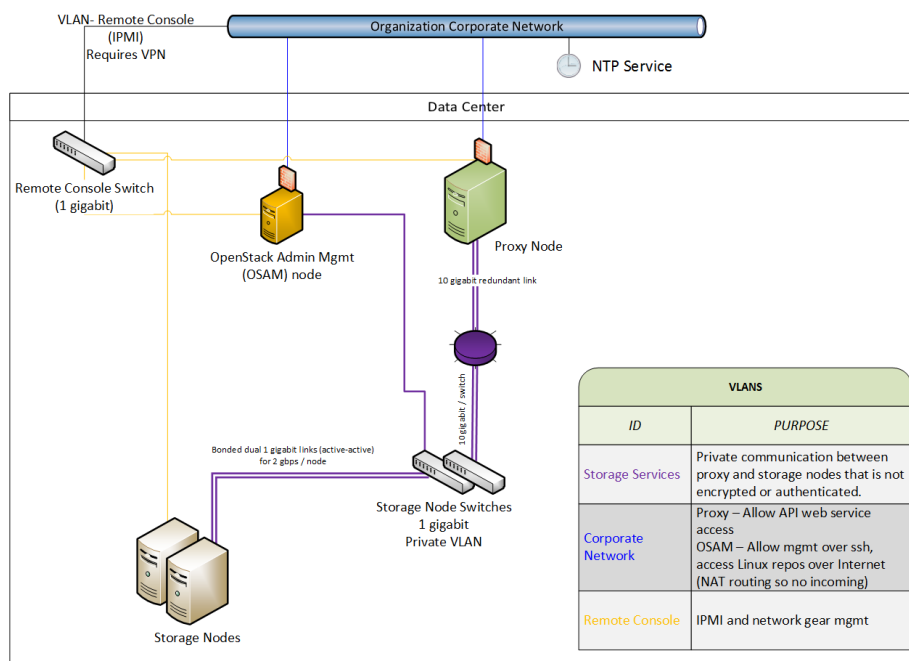 VLAN- Remote Console
(IPMI)
Requires VPN
Organization Corporate Network
NTP Service
Data Center
Remote Console Switch
(1 gigabit)
OpenStack Admin Mgmt
(OSAM) node
Proxy Node
10 gigabit redundant link
10 gigabit / switch
Bonded dual 1 gigabit links (active-active)
for 2 gbps / node
Storage Node Switches
1 gigabit
Private VLAN
Storage Nodes
VLANS
ID
PURPOSE
Storage Services
Private communication between
proxy and storage nodes that is not
encrypted or authenticated.
Corporate
Network
Proxy – Allow API web service
access
OSAM – Allow mgmt over ssh,
access Linux repos over Internet
(NAT routing so no incoming)
Remote Console
IPMI and network gear mgmt